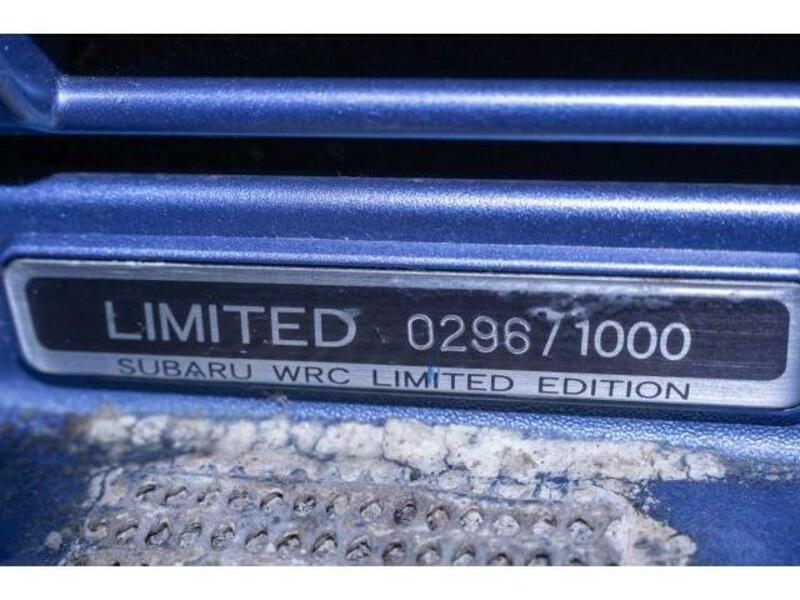 LIMITED 0296/1000
SUBARU WRC LIMITED EDITION